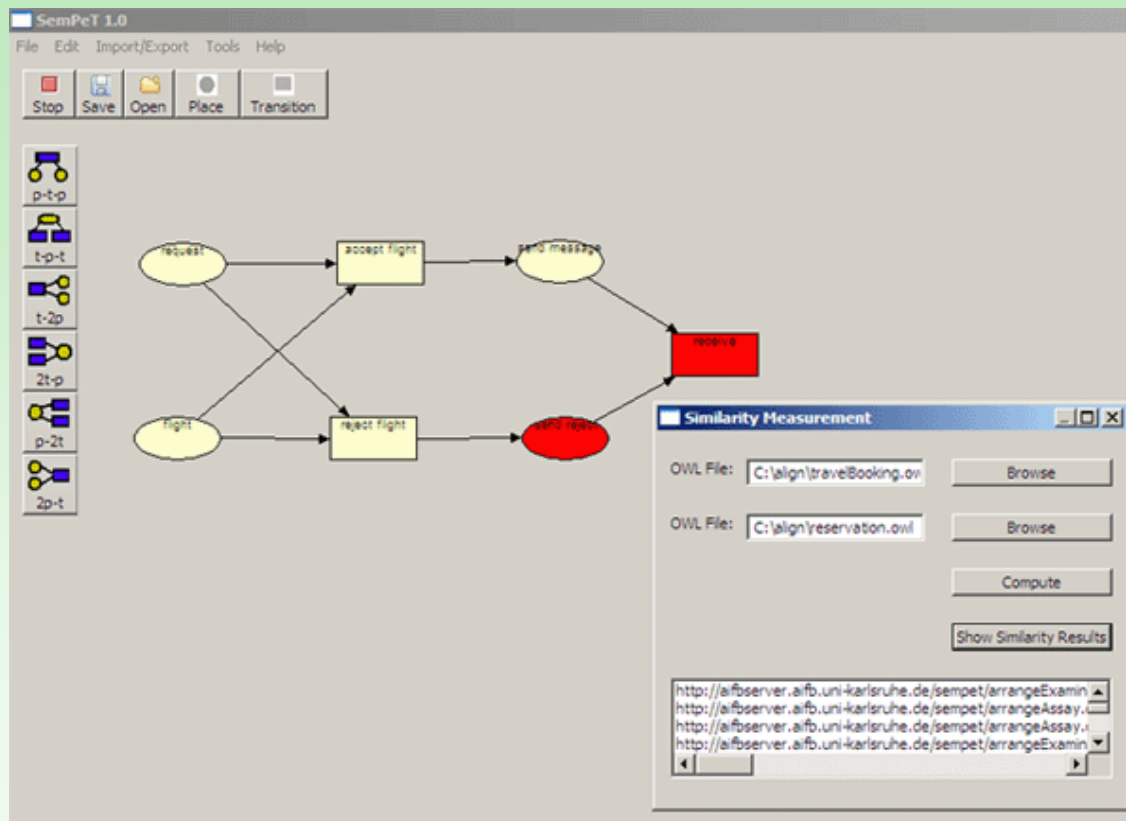 SemPeT 1.0
File Edit Import/Export Tools Help
Stop Save Open Place Transition
p-t-p
t-p-t
t-2p
2t-p
p-2t
2p-t
request
accept flight
send message
receive
flight
reject flight
send reject
Similarity Measurement
OWL File: C:\align\travelBooking.ow Browse
OWL File: C:\align\reservation.owl Browse
Compute
Show Similarity Results
http://aifbserver.aifb.uni-karlsruhe.de/sempet/arrangeExamin
http://aifbserver.aifb.uni-karlsruhe.de/sempet/arrangeAssay.
http://aifbserver.aifb.uni-karlsruhe.de/sempet/arrangeAssay.
http://aifbserver.aifb.uni-karlsruhe.de/sempet/arrangeExamin